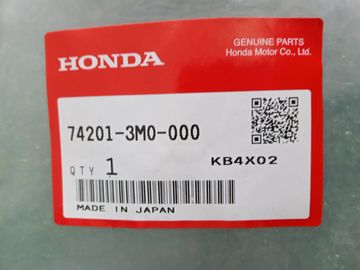 GENUINE PARTS
Honda Motor Co., Ltd.
HONDA
74201-3M0-000
QTY 1
KB4X02
MADE IN JAPAN